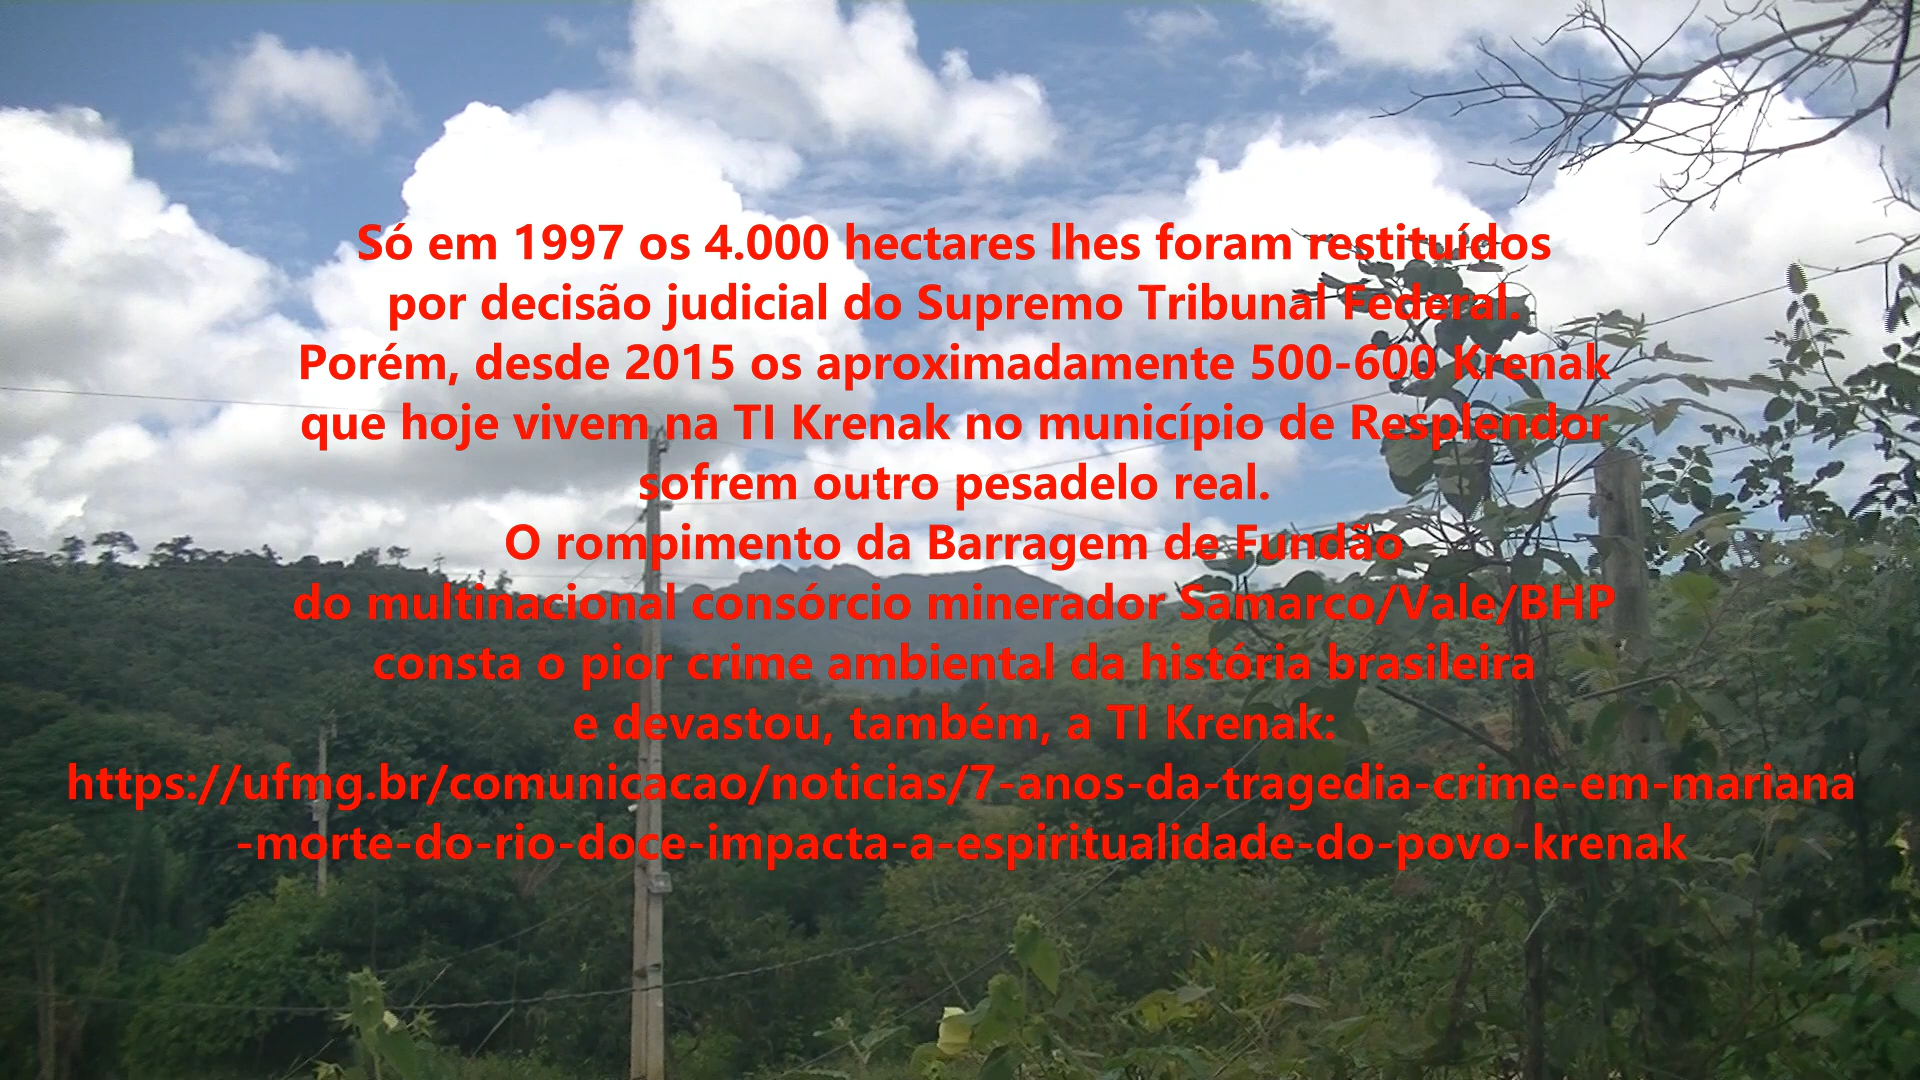 Só em 1997 os 4.000 hectares lhes foram restituídos
por decisão judicial do Supremo Tribunal Federal.
Porém, desde 2015 os aproximadamente 500-600 Krenak
que hoje vivem na TI Krenak no município de Resplendor
sofrem outro pesadelo real.
O rompimento da Barragem de Fundão
do multinacional consórcio minerador Samarco/Vale/BHP
consta o pior crime ambiental da história brasileira
e devastou, também, a TI Krenak:
https://ufmg.br/comunicacao/noticias/7-anos-da-tragedia-crime-em-mariana
-morte-do-rio-doce-impacta-a-espiritualidade-do-povo-krenak